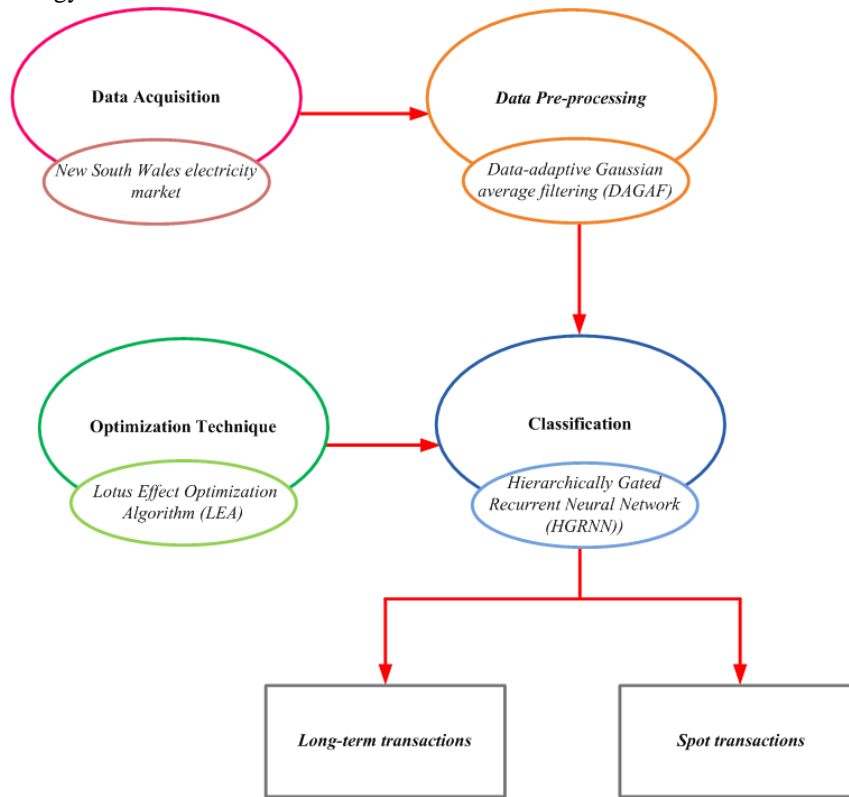 Data Acquisition
New South Wales electricity
market
Data Pre-processing
Data-adaptive Gaussian
average filtering (DAGAF)
Optimization Technique
Lotus Effect Optimization
Algorithm (LEA)
Classification
Hierarchically Gated
Recurrent Neural Network
(HGRNN))
Long-term transactions
Spot transactions